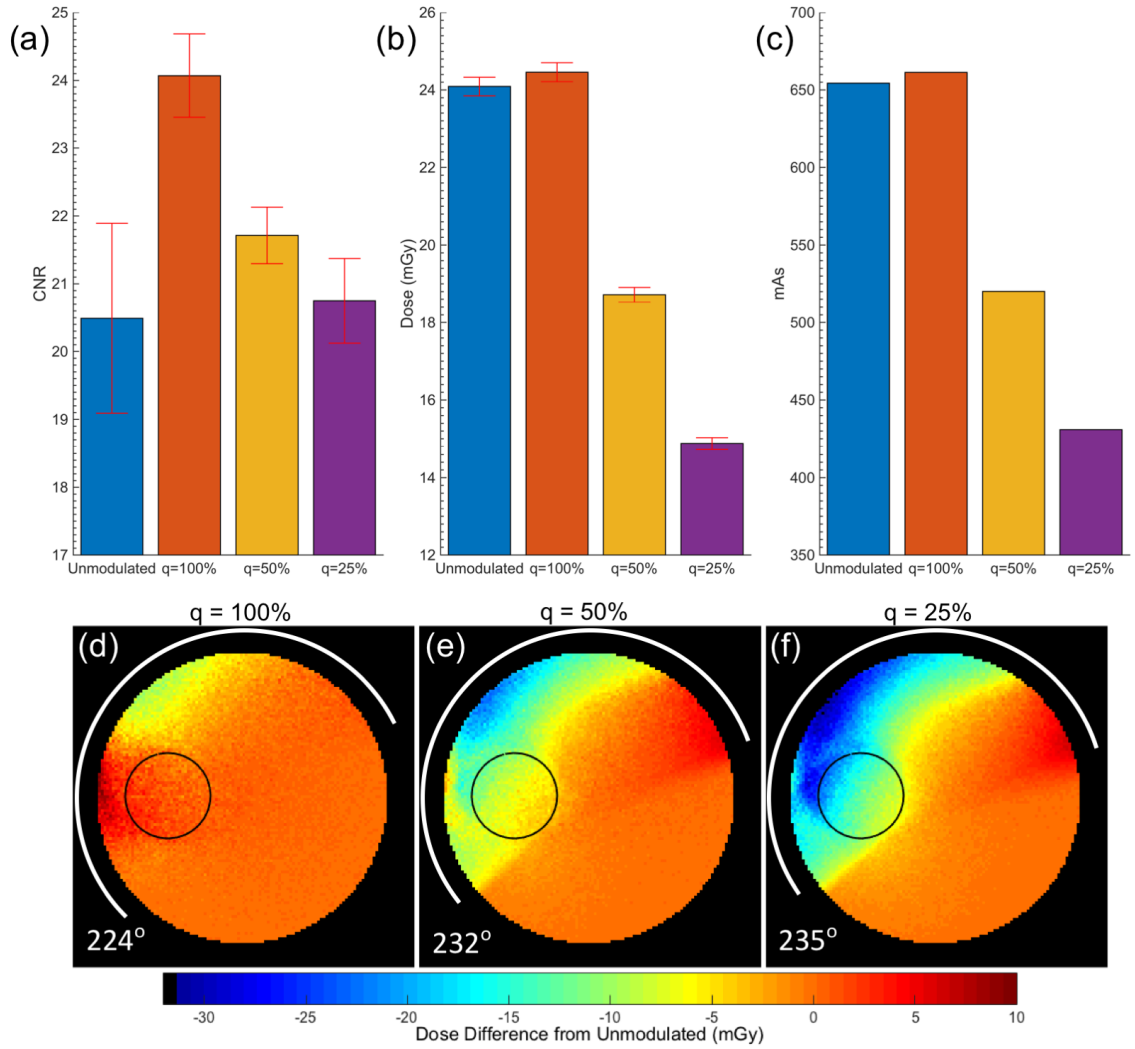 (a)
25
24
23
22
21
20
19
18
17
CNR
Unmodulated q=100% q=50% q=25%
(b)
26
24
22
20
18
16
14
12
Dose (mGy)
Unmodulated q=100% q=50% q=25%
(c)
700
650
600
550
500
450
400
350
mAs
Unmodulated q=100% q=50% q=25%
q = 100%
(d)
224°
q = 50%
(e)
232°
q = 25%
(f)
235°
-30 -25 -20 -15 -10 -5 0 5 10
Dose Difference from Unmodulated (mGy)